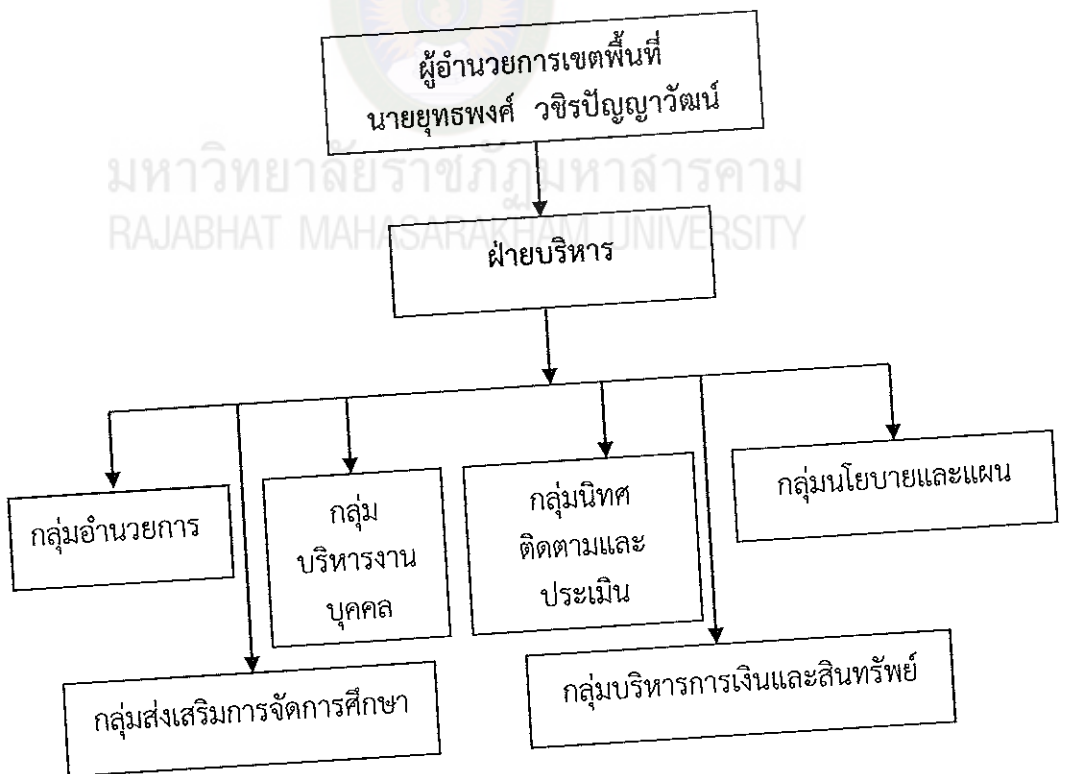 ผู้อำนวยการเขตพื้นที่
นายยุทธพงศ์ วชิรปัญญาวัฒน์
มหาวิทยาลัยราชภัฏมหาสารคาม
RAJABHAT MAHASARAKHAM UNIVERSITY
ฝ่ายบริหาร
กลุ่มอำนวยการ
กลุ่ม
บริหารงาน
บุคคล
กลุ่มนิทศ
ติดตามและ
ประเมิน
กลุ่มนโยบายและแผน
กลุ่มส่งเสริมการจัดการศึกษา
กลุ่มบริหารการเงินและสินทรัพย์